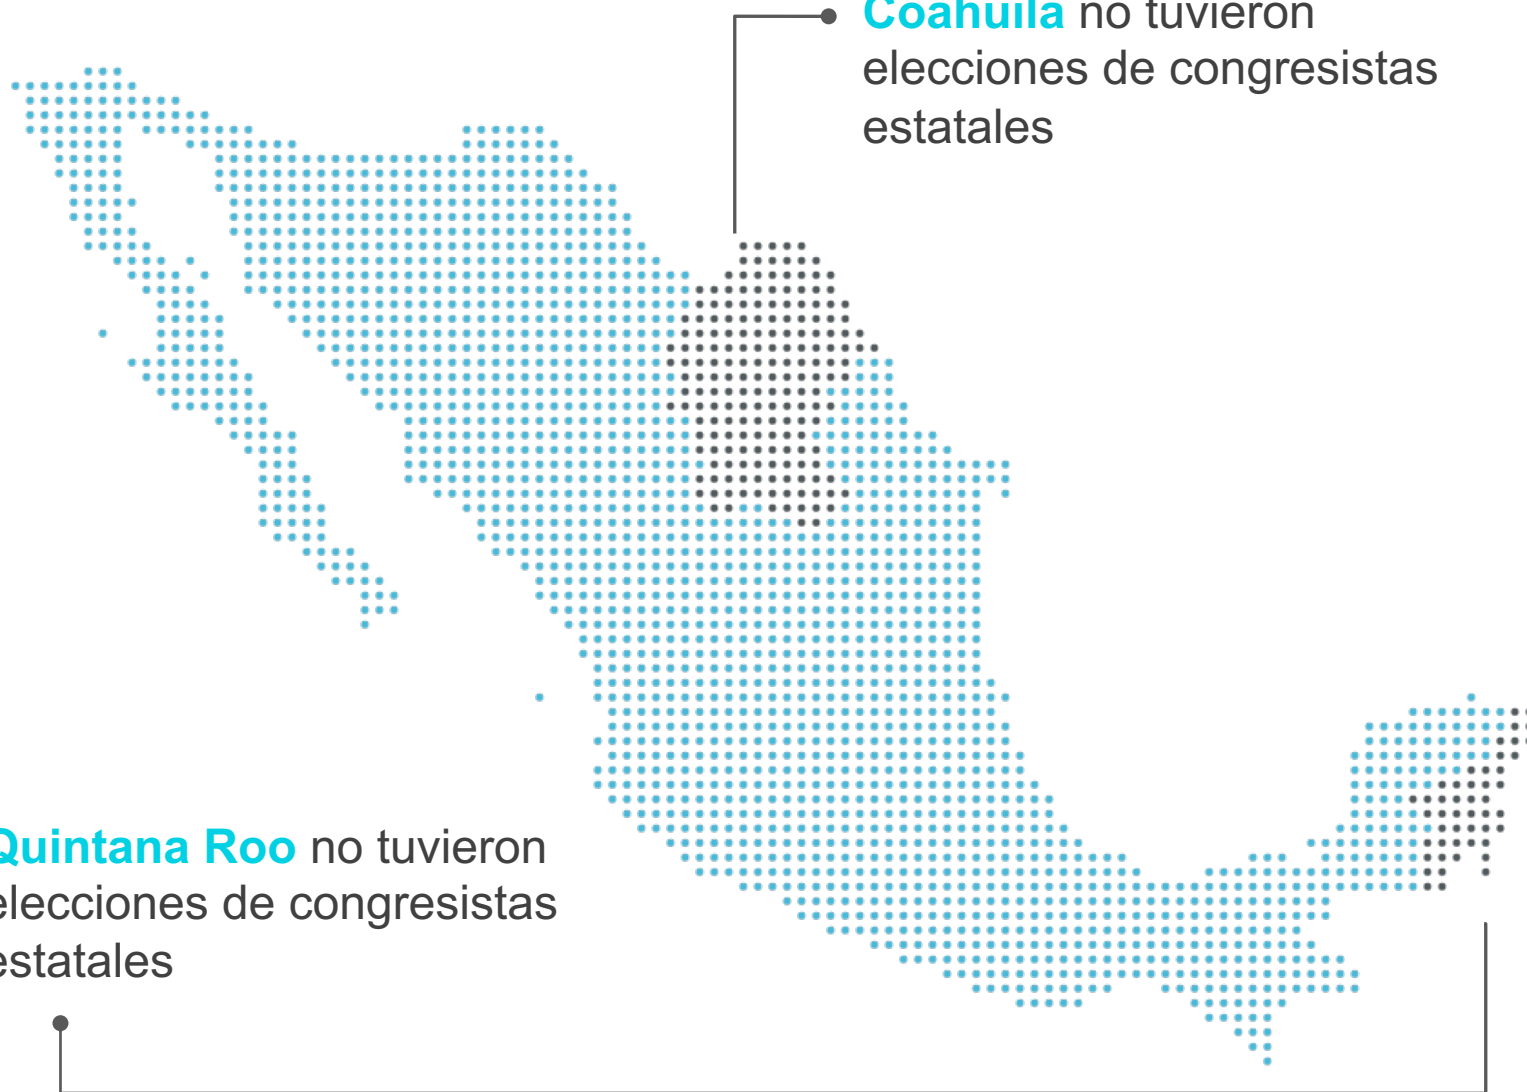 Coahuila no tuvieron
elecciones de congresistas
estatales
Quintana Roo no tuvieron
elecciones de congresistas
estatales